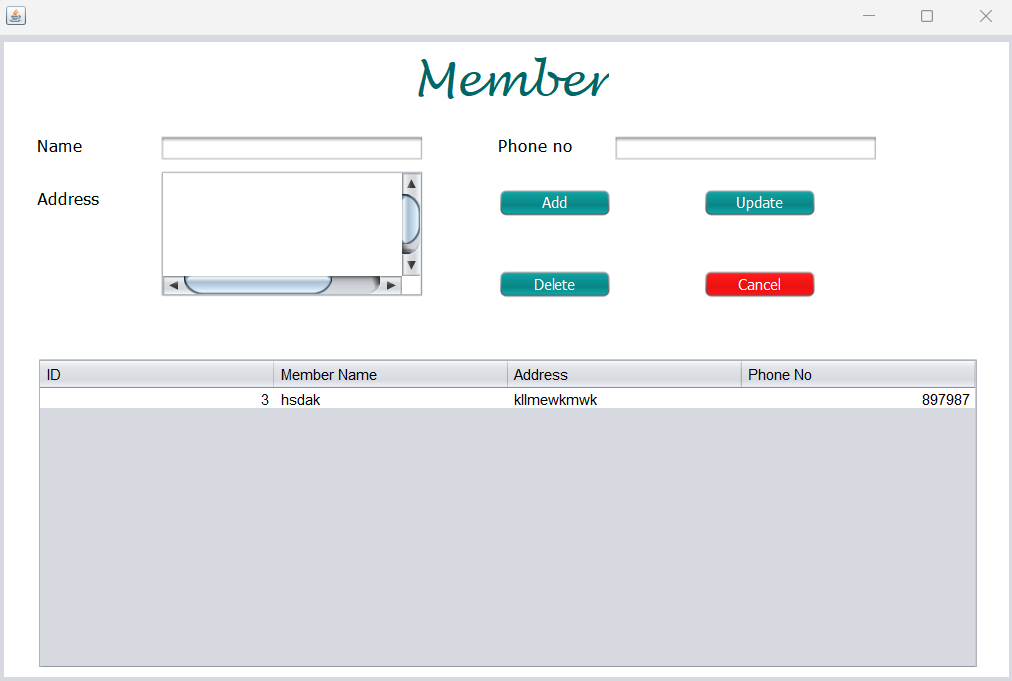 Member
Name
Phone no
Address
Add
Update
Delete
Cancel
ID Member Name Address Phone No
3 hsdak kllmewkmwk 897987